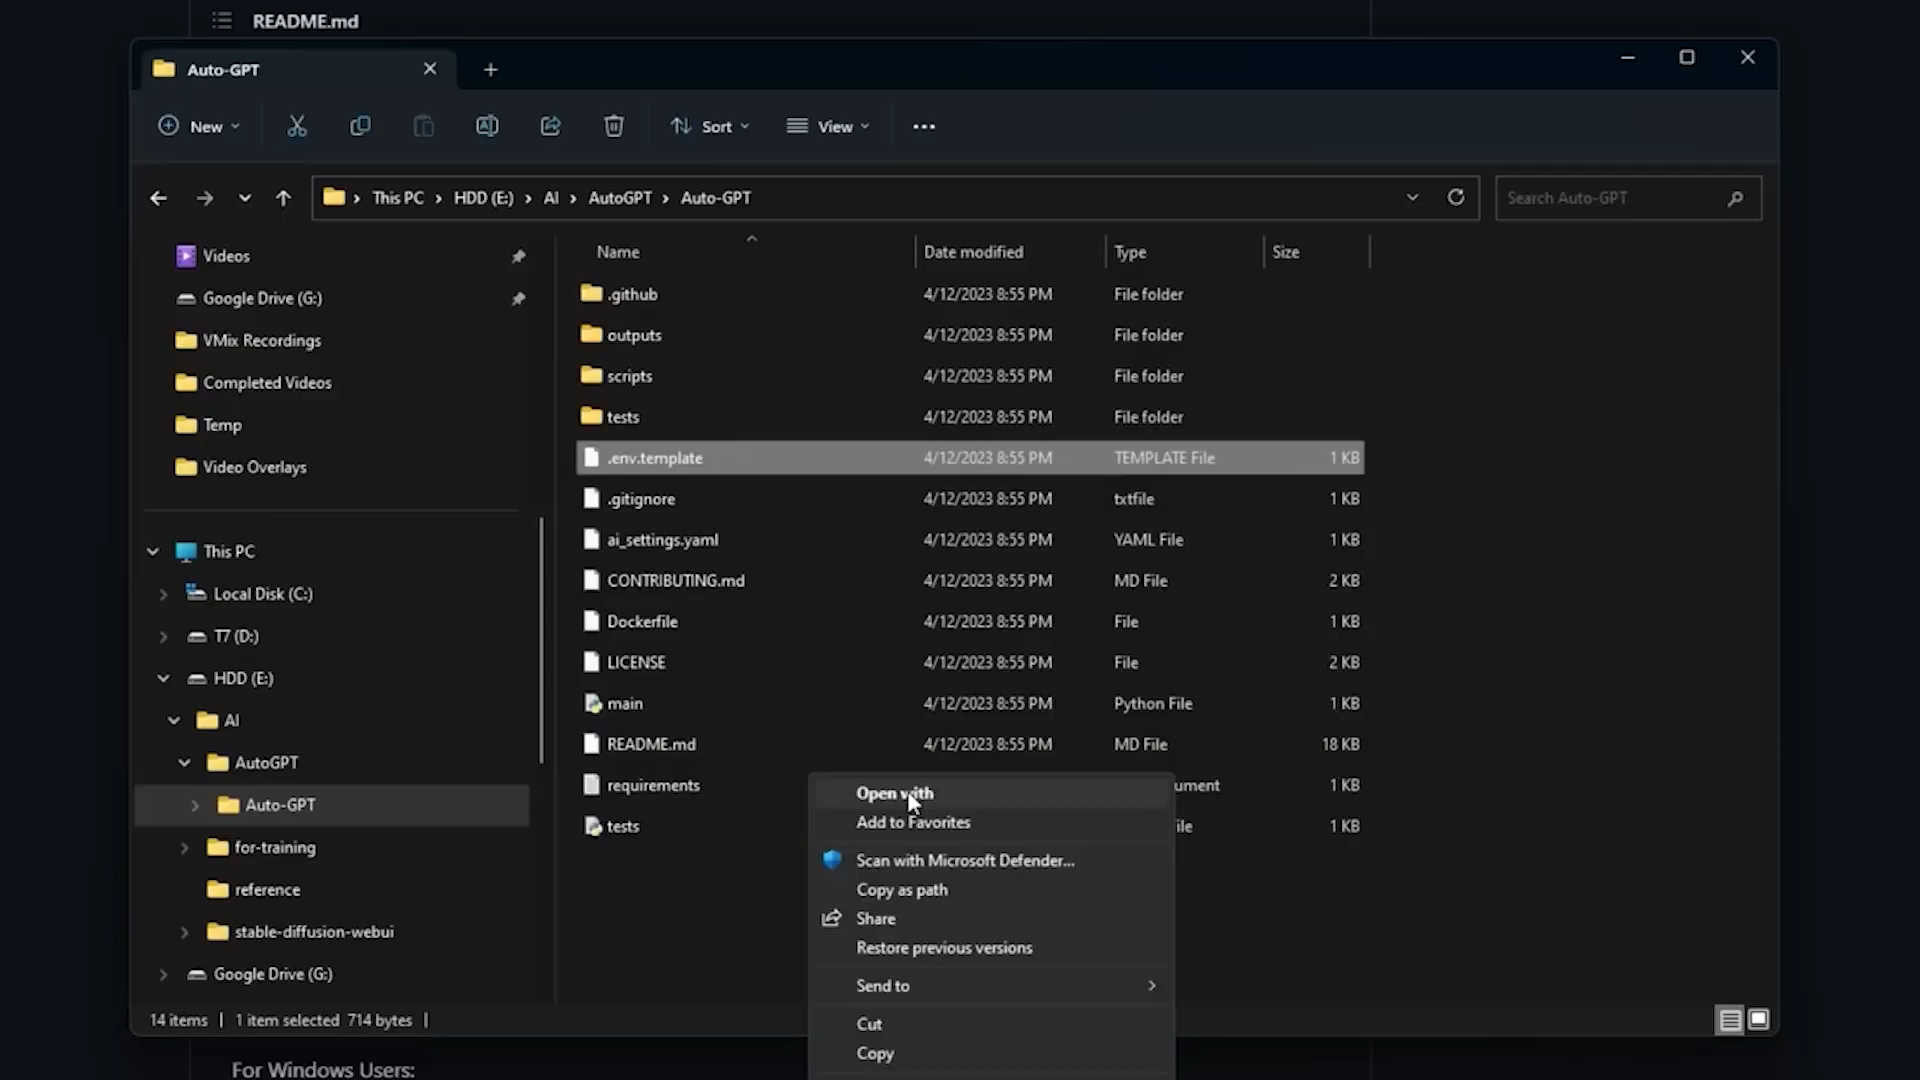 README.md
Auto-GPT
New
Sort
View
This PC
HDD (E:)
AI
AutoGPT
Auto-GPT
Search Auto-GPT
Videos
Google Drive (G:)
VMix Recordings
Completed Videos
Temp
Video Overlays
This PC
Local Disk (C:)
T7 (D:)
HDD (E:)
AI
AutoGPT
Auto-GPT
for-training
reference
stable-diffusion-webui
Google Drive (G:)
Name Date modified Type Size
.github 4/12/2023 8:55 PM File folder
outputs 4/12/2023 8:55 PM File folder
scripts 4/12/2023 8:55 PM File folder
tests 4/12/2023 8:55 PM File folder
.env.template 4/12/2023 8:55 PM TEMPLATE File 1 KB
.gitignore 4/12/2023 8:55 PM txtfile 1 KB
ai_settings.yaml 4/12/2023 8:55 PM YAML File 1 KB
CONTRIBUTING.md 4/12/2023 8:55 PM MD File 2 KB
Dockerfile 4/12/2023 8:55 PM File 1 KB
LICENSE 4/12/2023 8:55 PM File 2 KB
main 4/12/2023 8:55 PM Python File 1 KB
README.md 4/12/2023 8:55 PM MD File 18 KB
requirements ument 1 KB
tests ile 1 KB
Open with
Add to Favorites
Scan with Microsoft Defender...
Copy as path
Share
Restore previous versions
Send to
Cut
Copy
14 items | 1 item selected 714 bytes |
For Windows Users: